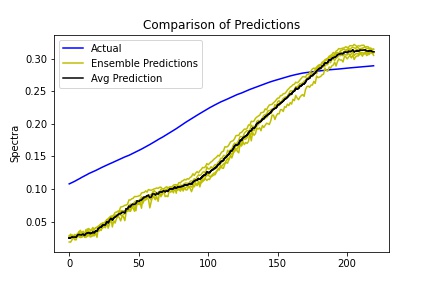 Comparison of Predictions
Actual
Ensemble Predictions
Avg Prediction
Spectra
0.30
0.25
0.20
0.15
0.10
0.05
0 50 100 150 200